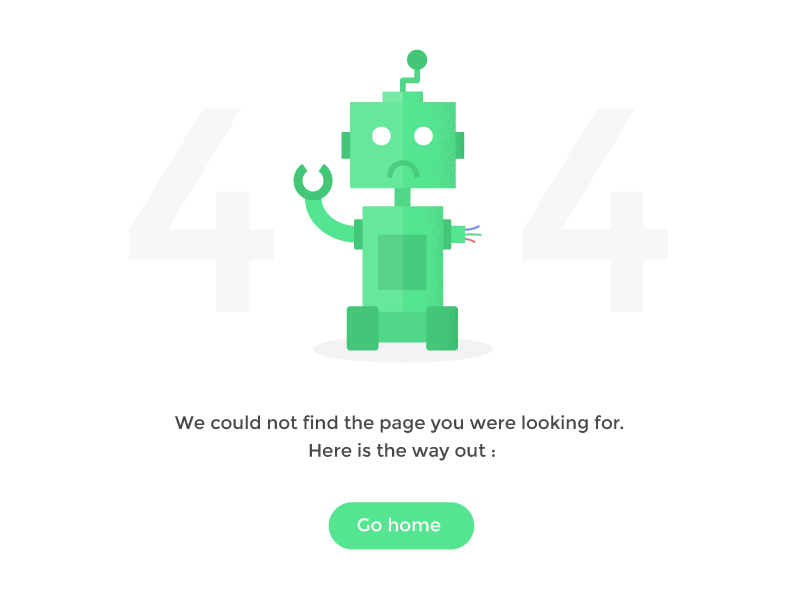 4 4
We could not find the page you were looking for.
Here is the way out :
Go home